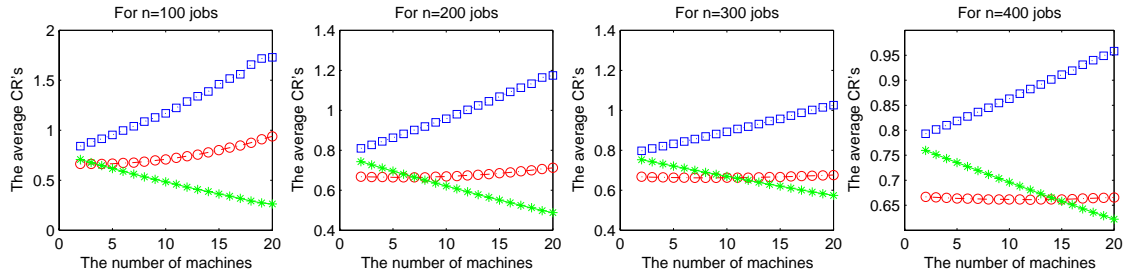 For n=100 jobs
The average CR's
2
1.5
1
0.5
0
0 5 10 15 20
The number of machines
For n=200 jobs
The average CR's
1.4
1.2
1
0.8
0.6
0.4
0 5 10 15 20
The number of machines
For n=300 jobs
The average CR's
1.4
1.2
1
0.8
0.6
0.4
0 5 10 15 20
The number of machines
For n=400 jobs
The average CR's
0.95
0.9
0.85
0.8
0.75
0.7
0.65
0 5 10 15 20
The number of machines